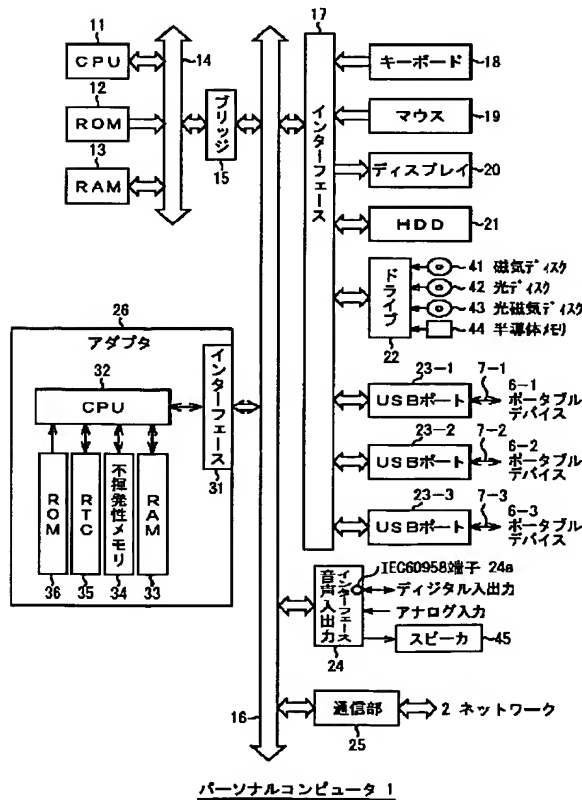 11
CPU
12
ROM
13
RAM
14
ブリッジ
15
17
インターフェース
キーボード 18
マウス 19
ディスプレイ 20
HDD 21
ドライブ
22
41 磁気ディスク
42 光ディスク
43 光磁気ディスク
44 半導体メモリ
23-1
USBポート
7-1
6-1
ポータブル
デバイス
23-2
USBポート
7-2
6-2
ポータブル
デバイス
23-3
USBポート
7-3
6-3
ポータブル
デバイス
26
アダプタ
32
CPU
インターフェース
31
ROM
36
RTC
35
不揮発性メモリ
34
RAM
33
音声入出力
インターフェース
24
IEC60958端子 24a
ディジタル入出力
アナログ入力
スピーカ 45
16
通信部
25
2 ネットワーク
パーソナルコンピュータ 1